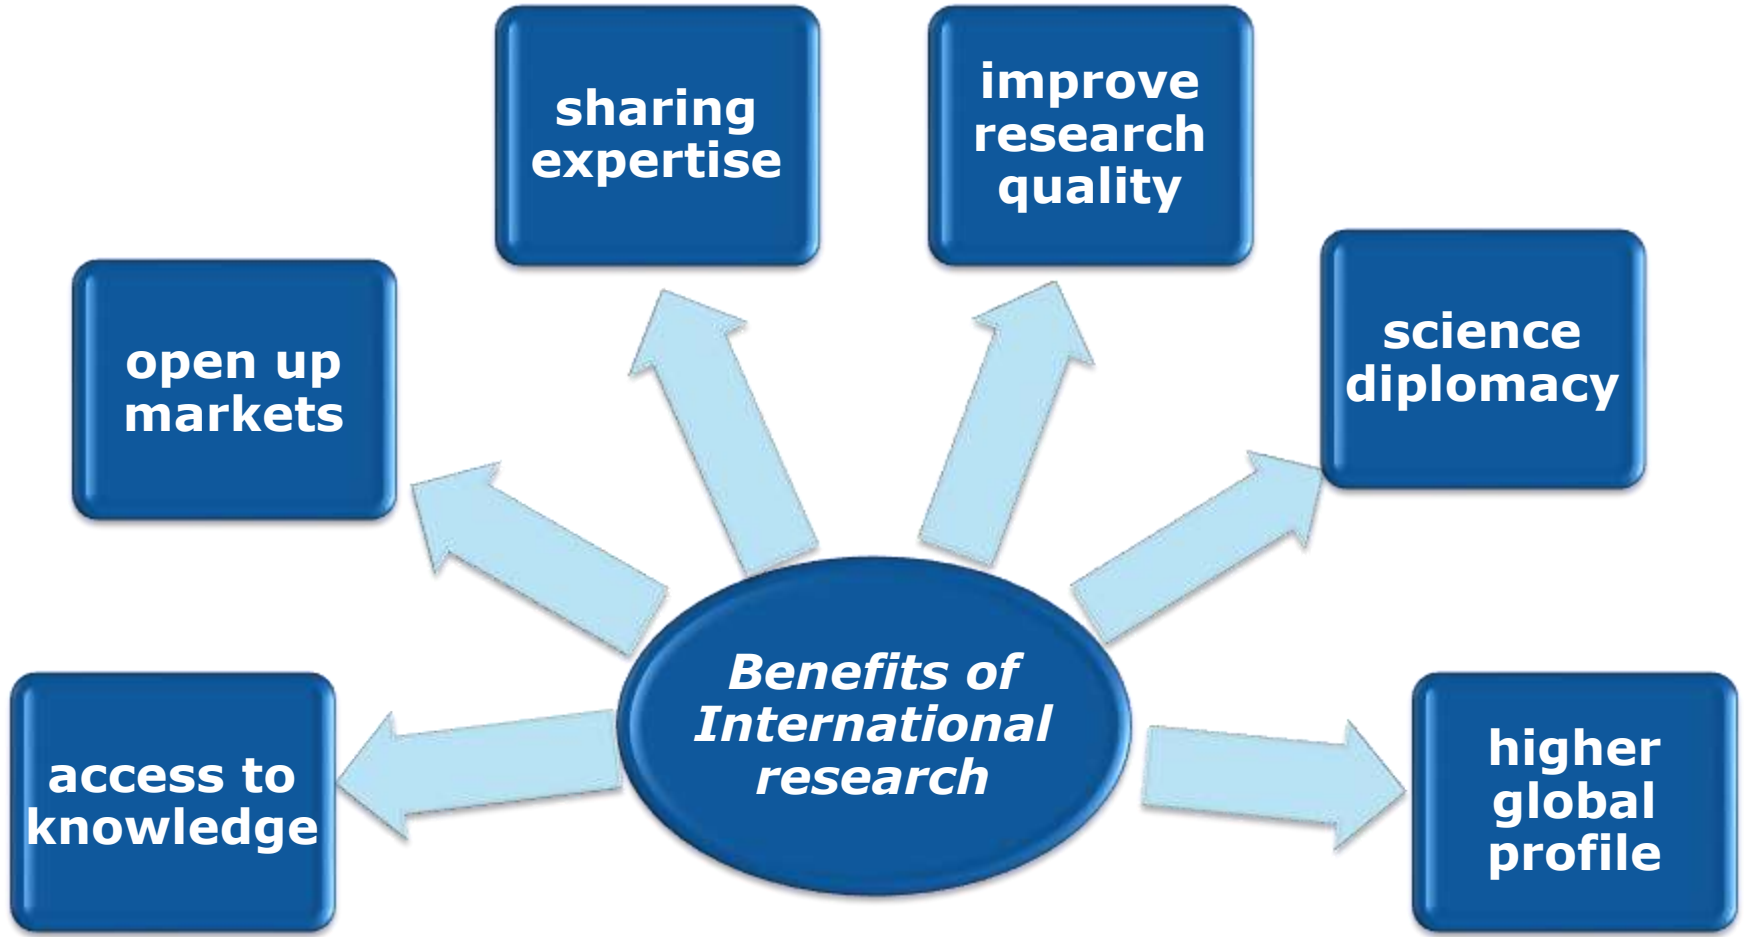 sharing
expertise
improve
research
quality
science
diplomacy
open up
markets
Benefits of
International
research
access to
knowledge
higher
global
profile